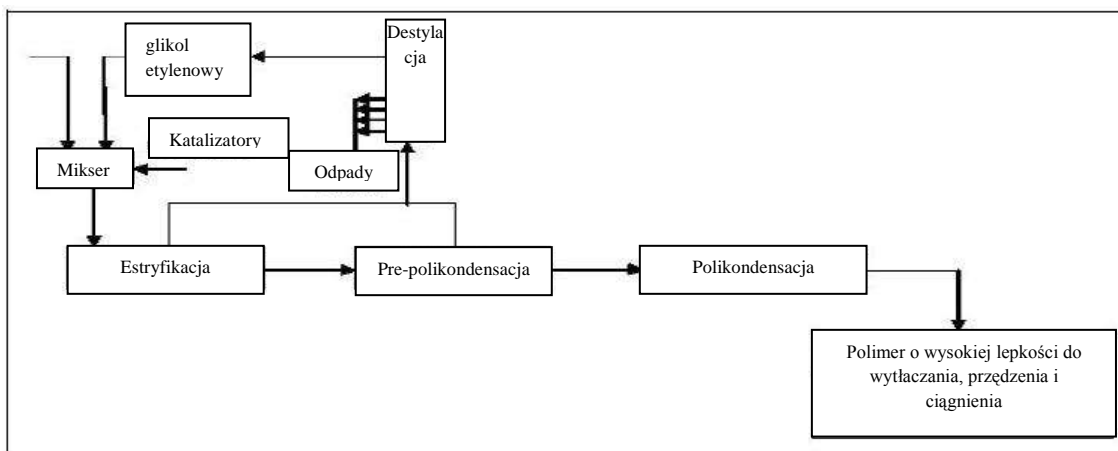 Destyla
cja
glikol
etylenowy
Katalizatory
Mikser
Odpady
Estryfikacja
Pre-polikondensacja
Polikondensacja
Polimer o wysokiej lepkości do
wytłaczania, przędzenia i
ciągnienia